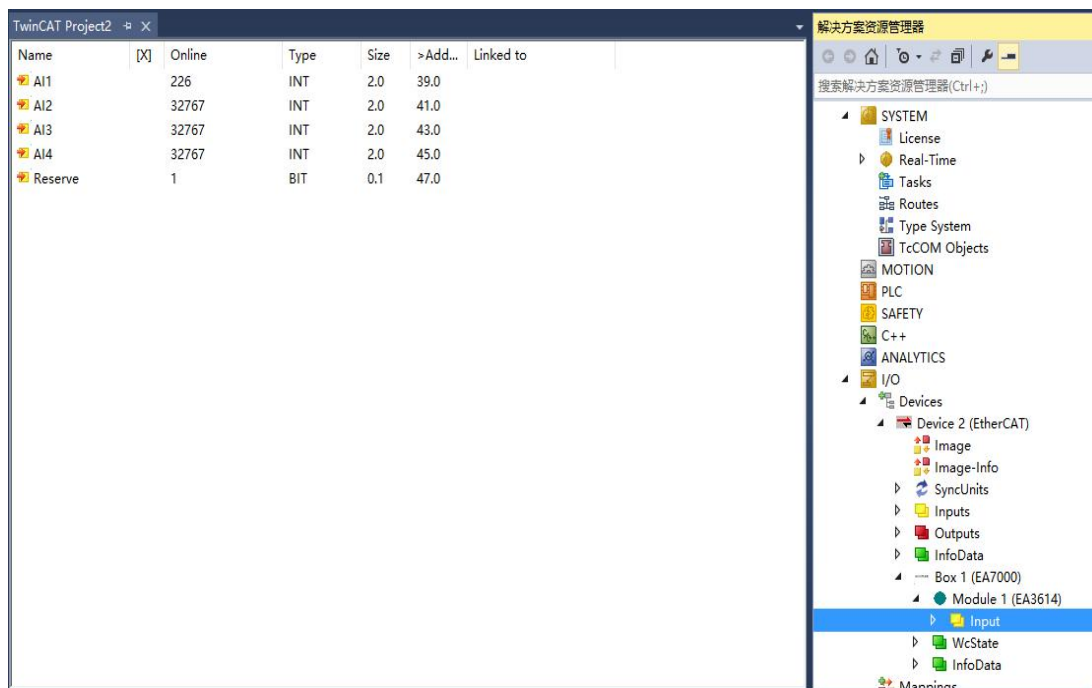 TwinCAT Project2
Name [X] Online Type Size >Add... Linked to
AI1 226 INT 2.0 39.0
AI2 32767 INT 2.0 41.0
AI3 32767 INT 2.0 43.0
AI4 32767 INT 2.0 45.0
Reserve 1 BIT 0.1 47.0
解决方案资源管理器
搜索解决方案资源管理器(Ctrl+;)
SYSTEM
License
Real-Time
Tasks
Routes
Type System
TcCOM Objects
MOTION
PLC
SAFETY
C++
ANALYTICS
I/O
Devices
Device 2 (EtherCAT)
Image
Image-Info
SyncUnits
Inputs
Outputs
InfoData
Box 1 (EA7000)
Module 1 (EA3614)
Input
WcState
InfoData
Mappings